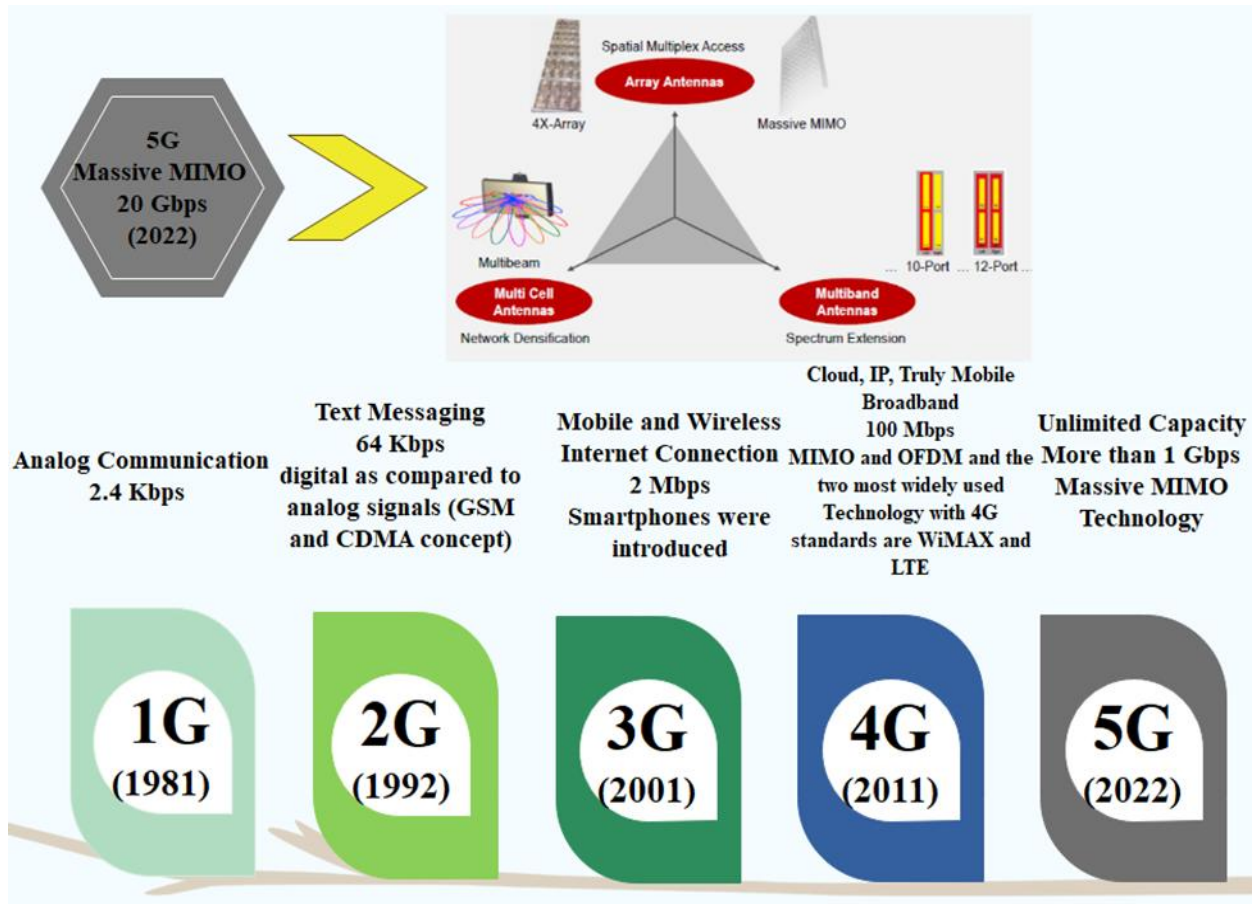 5G
Massive MIMO
20 Gbps
(2022)
Spatial Multiplex Access
Array Antennas
4X-Array
Massive MIMO
Multibeam
Multi Cell
Antennas
Network Densification
... 10-Port ... 12-Port ...
Multiband
Antennas
Spectrum Extension
Analog Communication
2.4 Kbps
Text Messaging
64 Kbps
digital as compared to
analog signals (GSM
and CDMA concept)
Mobile and Wireless
Internet Connection
2 Mbps
Smartphones were
introduced
Cloud, IP, Truly Mobile
Broadband
100 Mbps
MIMO and OFDM and the
two most widely used
Technology with 4G
standards are WiMAX and
LTE
Unlimited Capacity
More than 1 Gbps
Massive MIMO
Technology
1G
(1981)
2G
(1992)
3G
(2001)
4G
(2011)
5G
(2022)